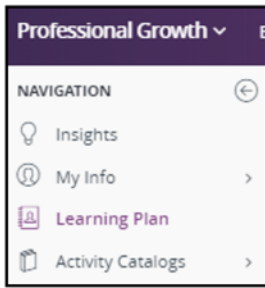 Professional Growth
NAVIGATION
Insights
My Info
Learning Plan
Activity Catalogs